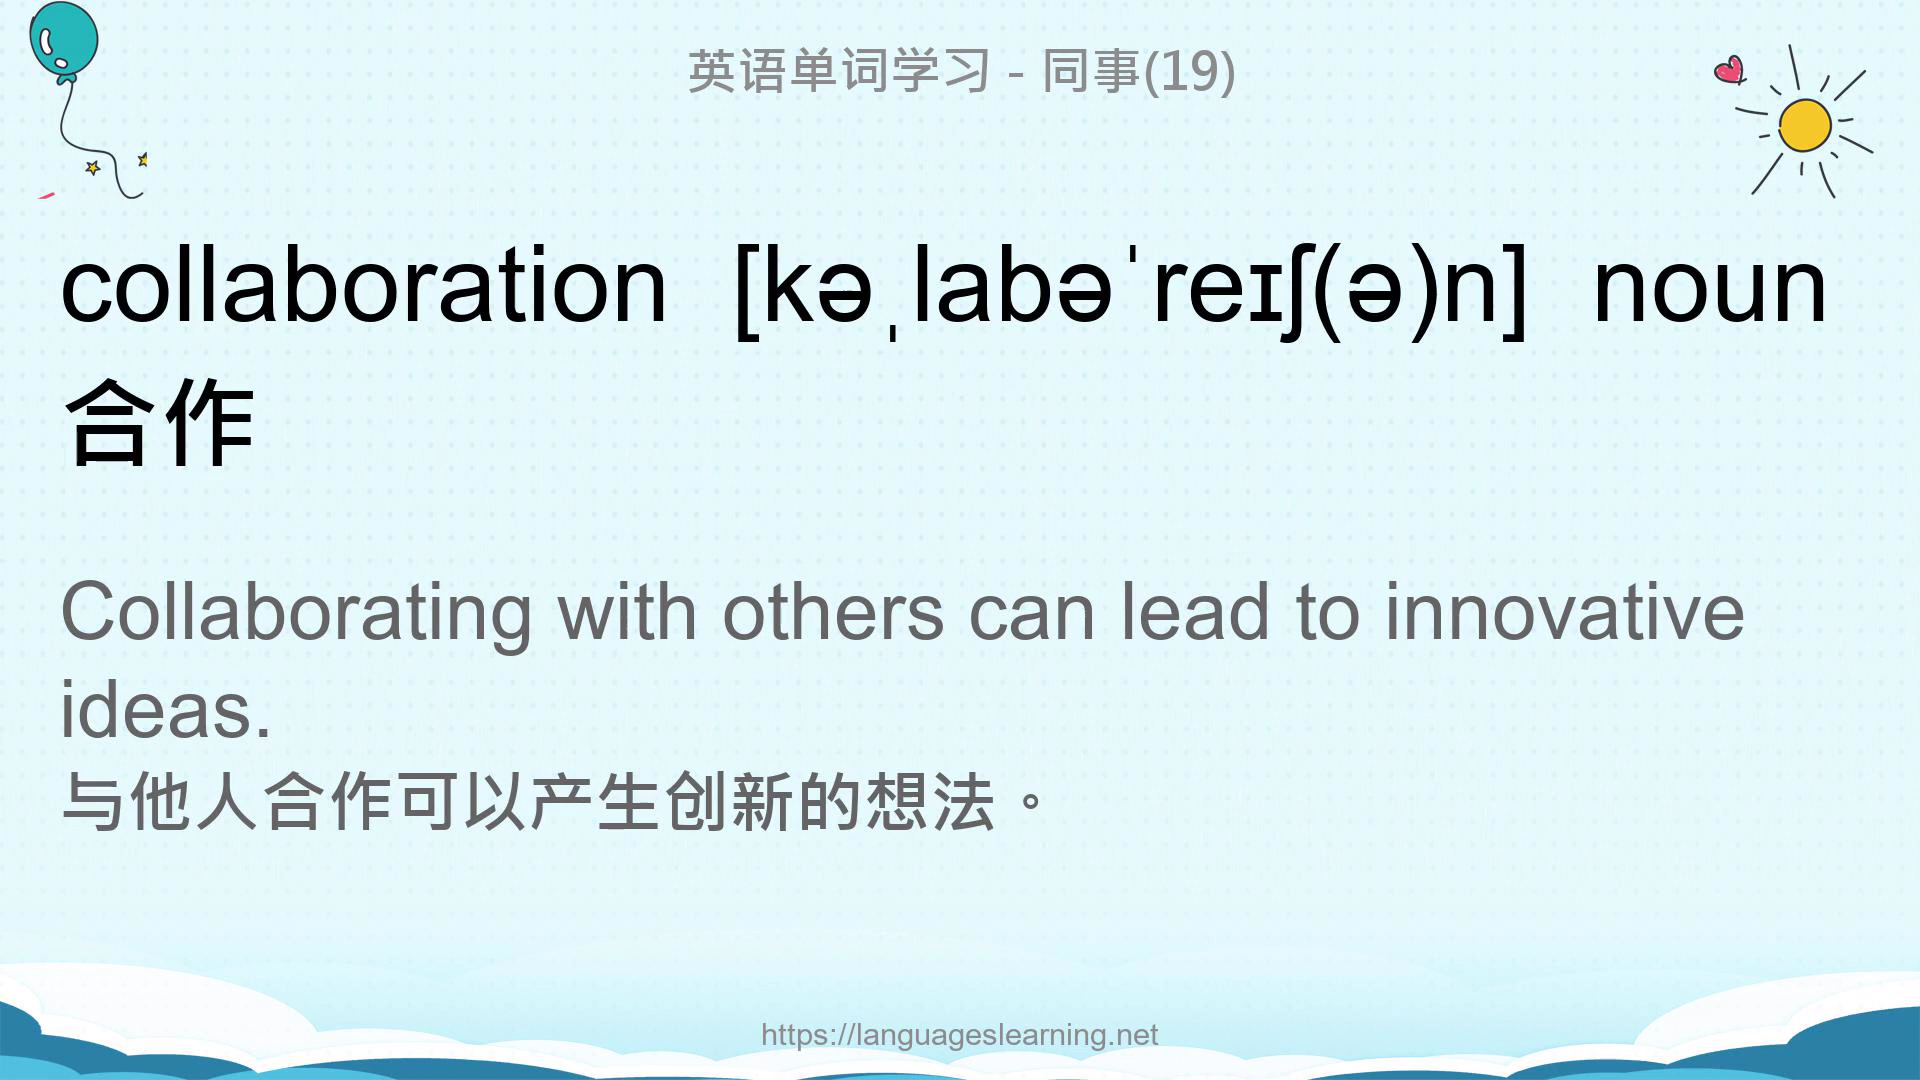 英语单词学习 - 同事(19)
collaboration [kəˌlabəˈreɪʃ(ə)n] noun
合作
Collaborating with others can lead to innovative
ideas.
与他人合作可以产生创新的想法。
https://languageslearning.net